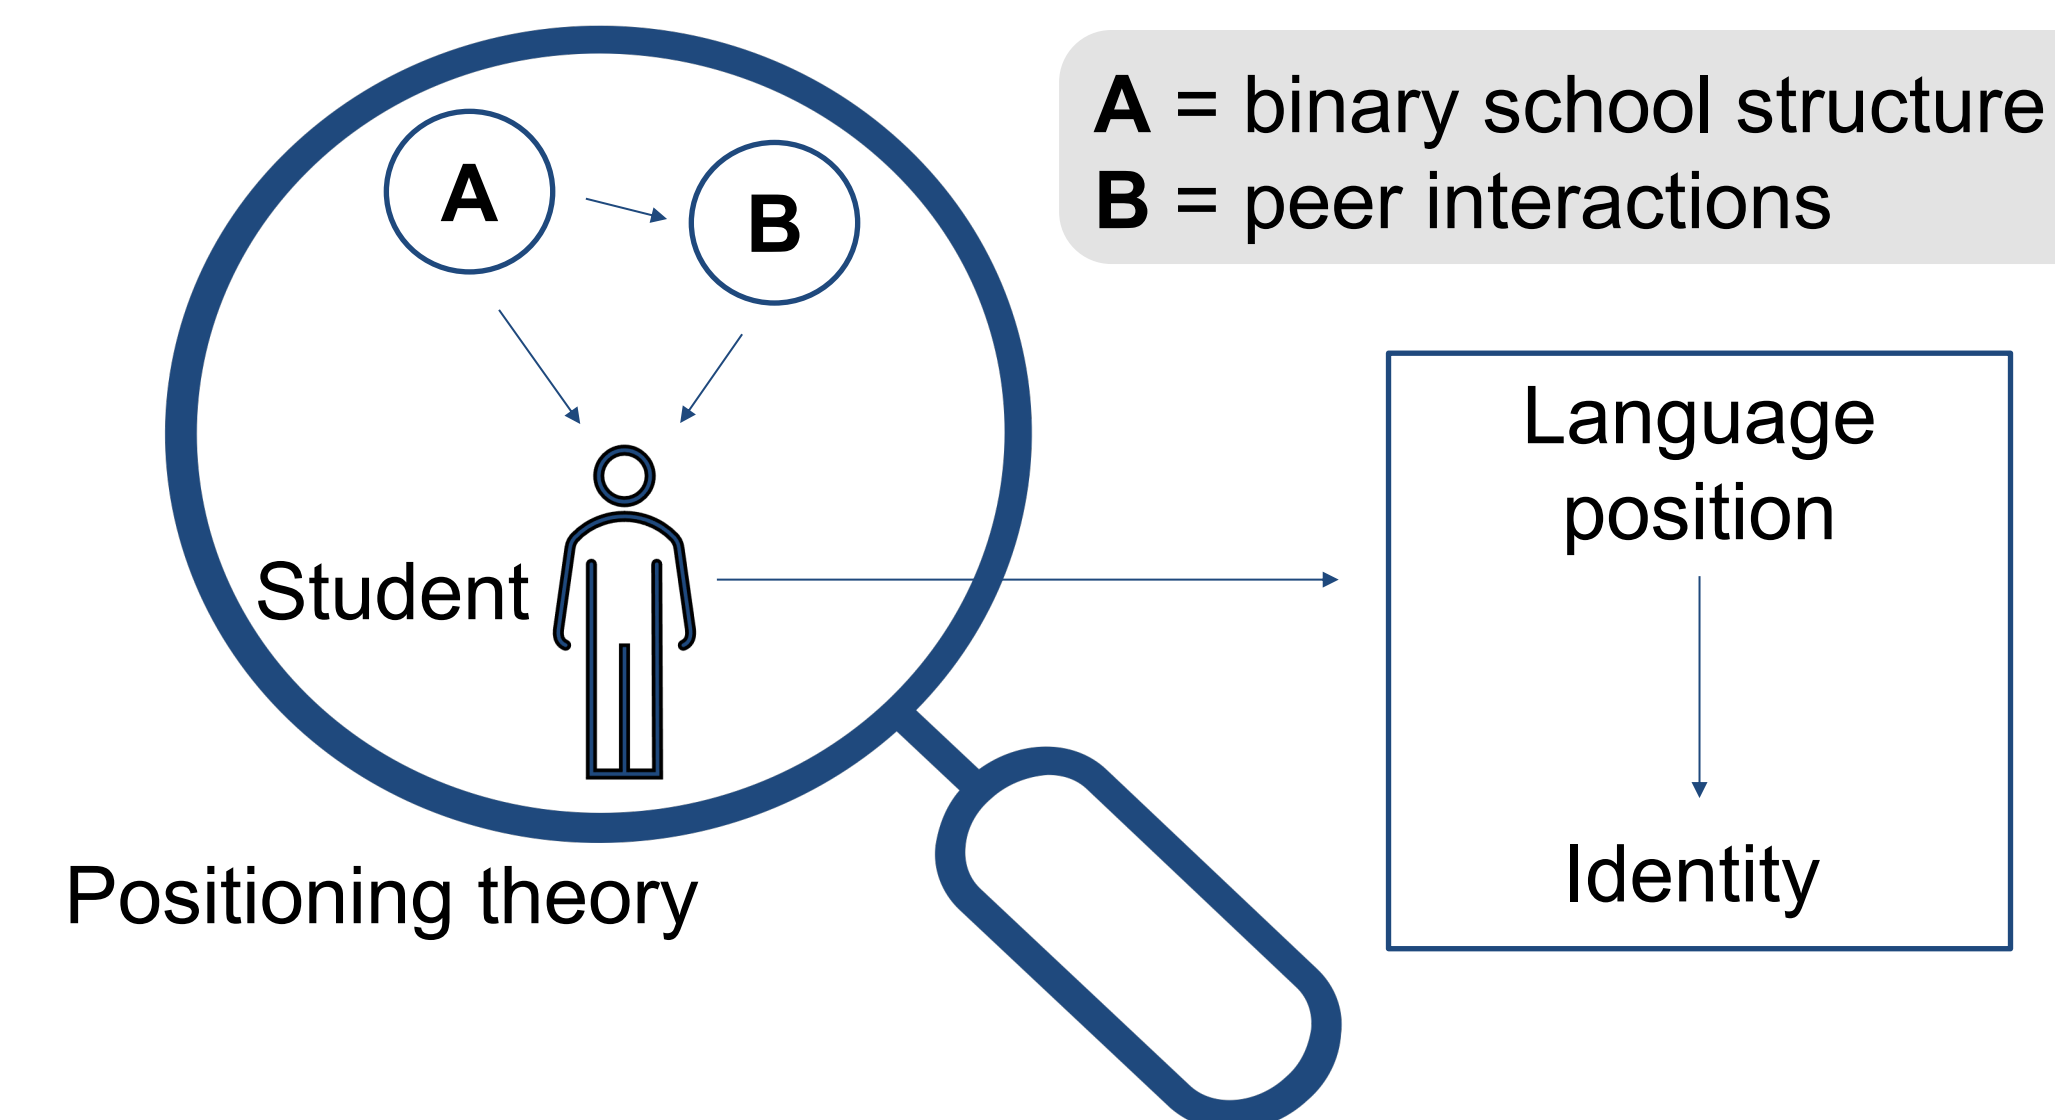 A
B
A = binary school structure
B = peer interactions
Student
Positioning theory
Language
position
Identity